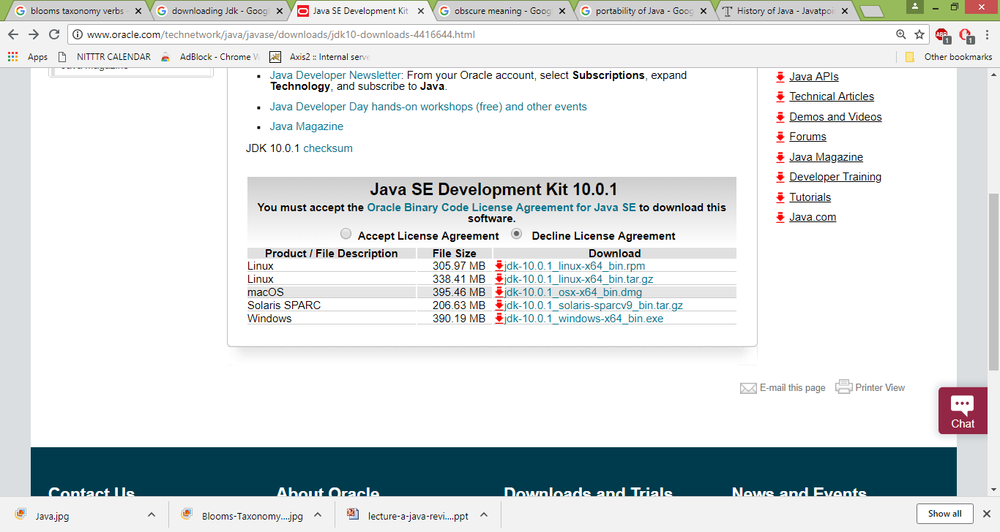 blooms taxonomy verbs -
downloading Jdk - Googl
Java SE Development Kit
obscure meaning - Goog
portability of Java - Goog
History of Java - Javatpoi
www.oracle.com/technetwork/java/javase/downloads/jdk10-downloads-4416644.html
ABP
1
1
Apps
NITTTR CALENDAR
AdBlock - Chrome W
Axis2 :: Internal serve
Other bookmarks
Java Magazine
Java Developer Newsletter: From your Oracle account, select Subscriptions, expand
Technology, and subscribe to Java.
Java Developer Day hands-on workshops (free) and other events
Java Magazine
JDK 10.0.1 checksum
Java SE Development Kit 10.0.1
You must accept the Oracle Binary Code License Agreement for Java SE to download this
software.
Accept License Agreement Decline License Agreement
Product / File Description File Size Download
Linux 305.97 MB jdk-10.0.1_linux-x64_bin.rpm
Linux 338.41 MB jdk-10.0.1_linux-x64_bin.tar.gz
macOS 395.46 MB jdk-10.0.1_osx-x64_bin.dmg
Solaris SPARC 206.63 MB jdk-10.0.1_solaris-sparcv9_bin.tar.gz
Windows 390.19 MB jdk-10.0.1_windows-x64_bin.exe
Java APIs
Technical Articles
Demos and Videos
Forums
Java Magazine
Developer Training
Tutorials
Java.com
E-mail this page Printer View
Chat
Contact Us
About Oracle
Downloads and Trials
News and Events
Java.jpg
Blooms-Taxonomy....jpg
lecture-a-java-revi....ppt
Show all